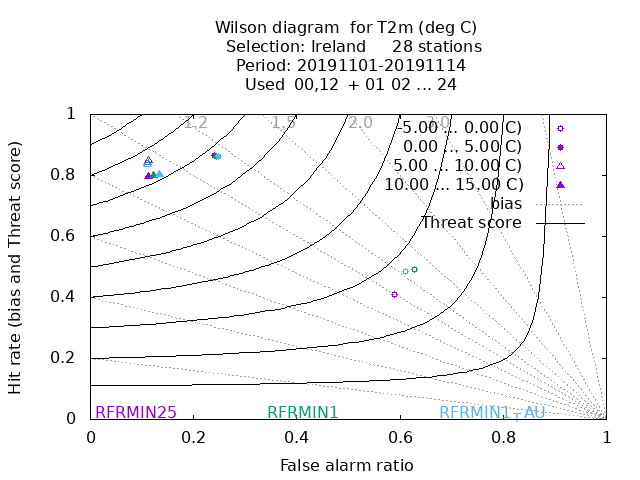 Wilson diagram  for T2m (deg C)
Selection: Ireland     28 stations
Period: 20191101-20191114
Used  00,12  + 01 02 ... 24
Hit rate (bias and Threat score)
1
0.8
0.6
0.4
0.2
0
1.2
1.5
2.0
3.0
-5.00 ... 0.00 C)
0.00 ... 5.00 C)
5.00 ... 10.00 C)
10.00 ... 15.00 C)
bias
Threat score
RFRMIN25
RFRMIN1
RFRMIN1_AU
0
0.2
0.4
0.6
0.8
1
False alarm ratio